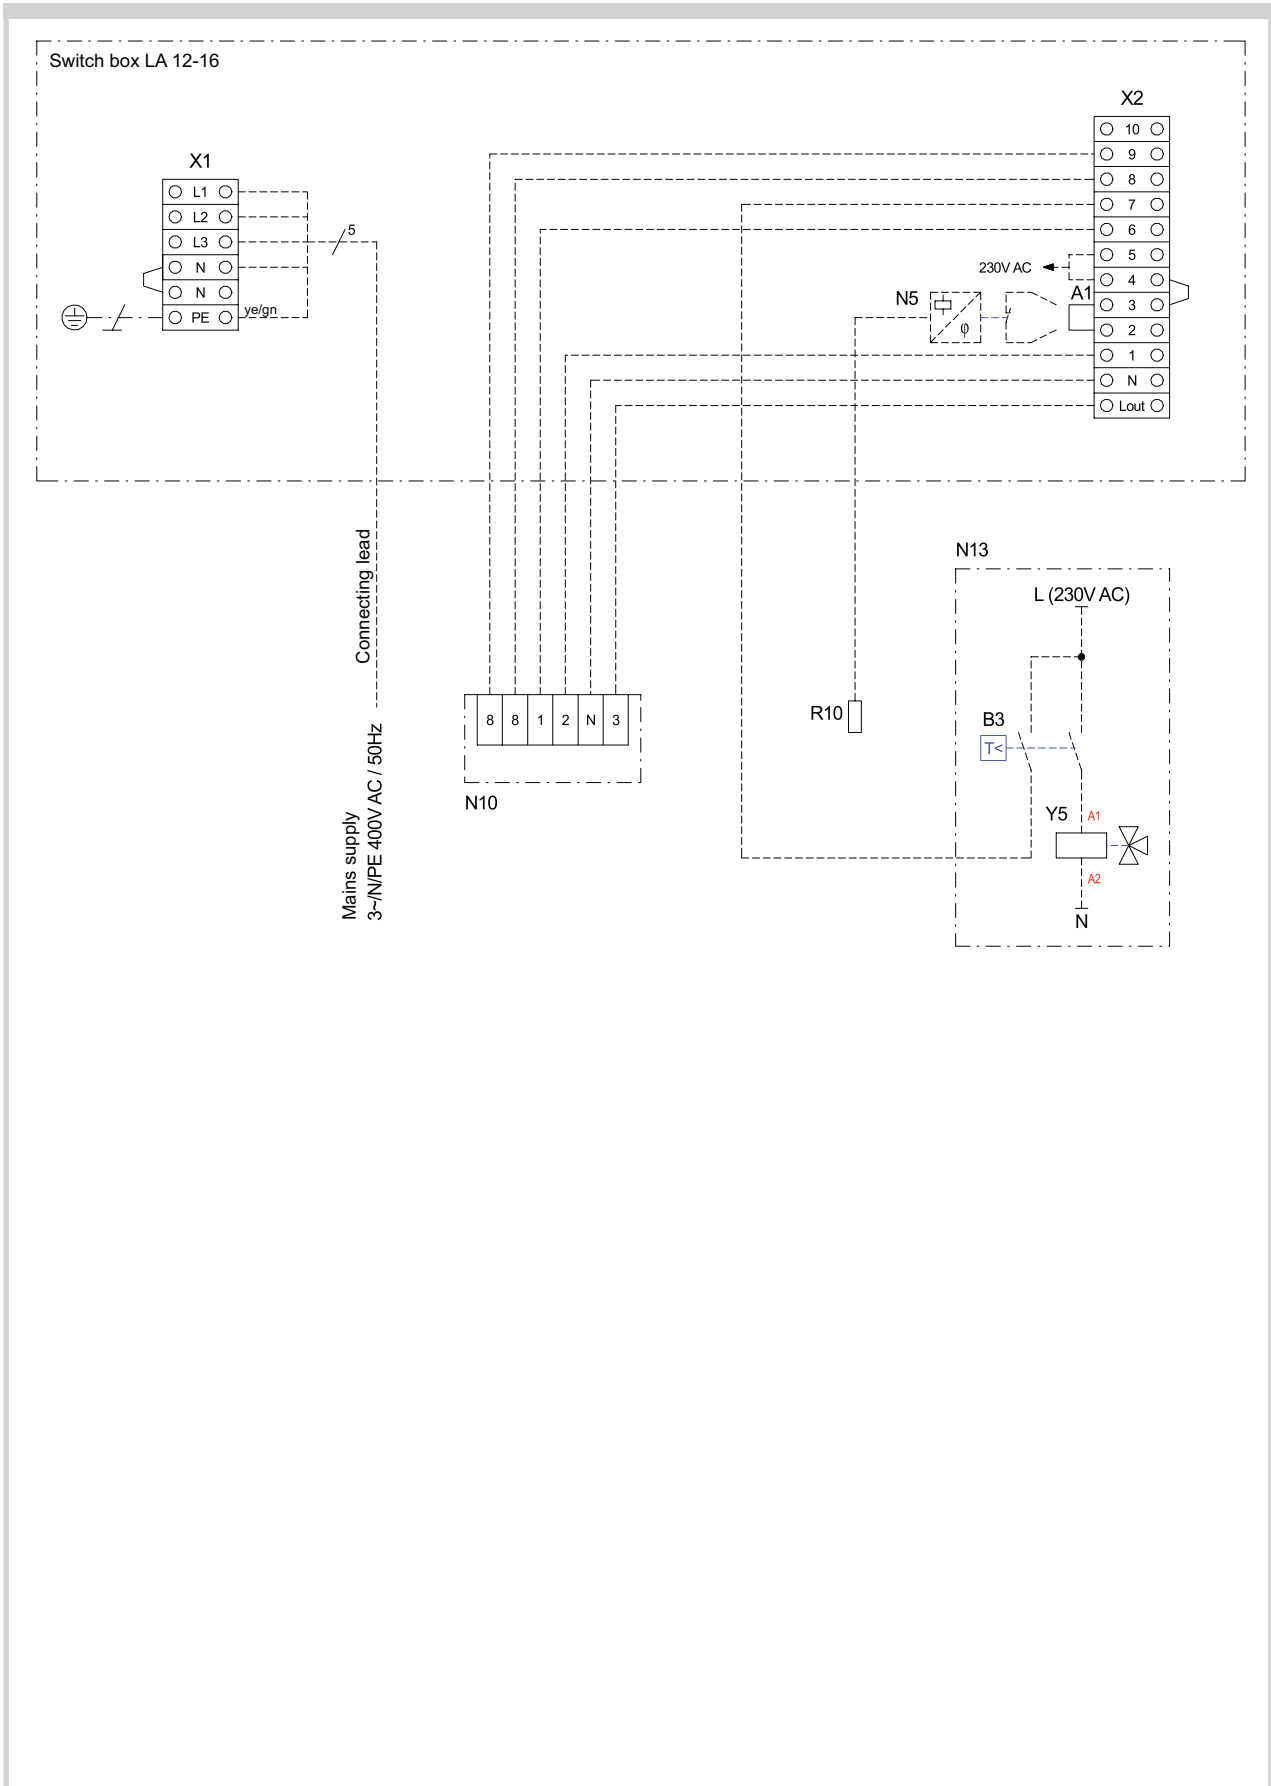 Switch box LA 12-16
X2
10
9
8
7
6
5
4
3
2
1
N
Lout
X1
L1
L2
L3
N
N
PE
ye/gn
5
230V AC
A1
N5
φ
Connecting lead
Mains supply
3~/N/PE 400V AC / 50Hz
8 8 1 2 N 3
N10
R10
N13
L (230V AC)
B3
T<
Y5
A1
A2
N